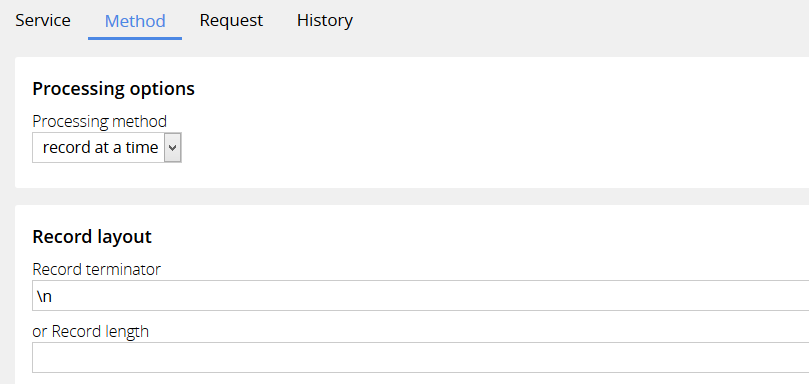 Service Method Request History
Processing options
Processing method
record at a time
Record layout
Record terminator
\n
or Record length